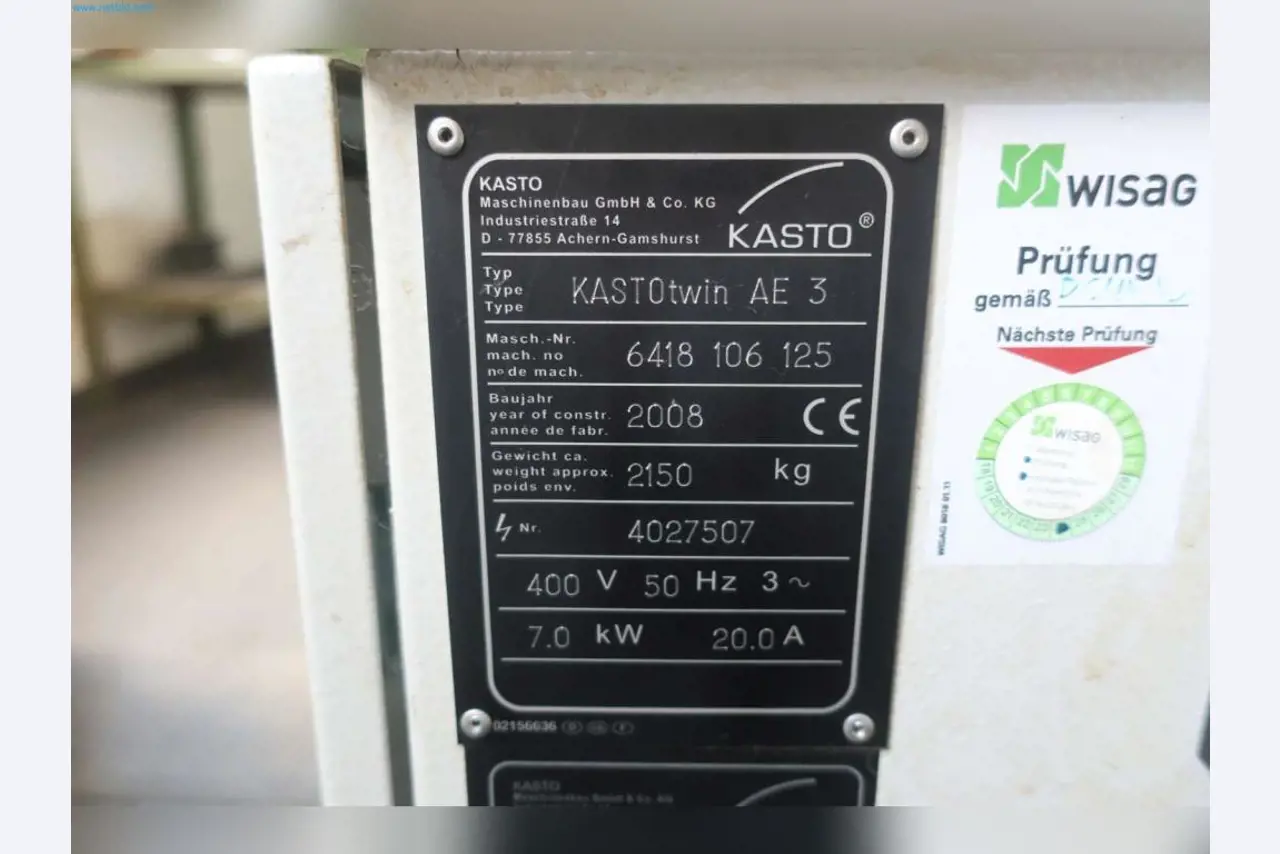 KASTO
Maschinenbau GmbH & Co. KG
Industriestraße 14
D - 77855 Achern-Gamshurst
KASTO®
Typ
Type
Type
KASTOtwin AE 3
Masch.-Nr.
mach. no
no de mach.
6418 106 125
Baujahr
year of constr.
année de fabr.
2008
CE
Gewicht ca.
weight approx.
poids env.
2150 kg
Nr. 4027507
400 V 50 Hz 3 ~
7.0 kW 20.0 A
02156636
KASTO
WISAG
Prüfung
gemäß
Nächste Prüfung
WISAG